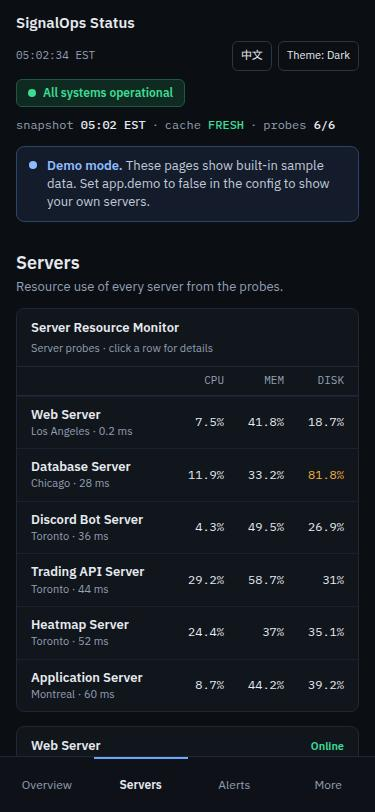 SignalOps Status
05:02:34 EST
中文
Theme: Dark
All systems operational
snapshot 05:02 EST · cache FRESH · probes 6/6
Demo mode. These pages show built-in sample
data. Set app.demo to false in the config to show
your own servers.
Servers
Resource use of every server from the probes.
Server Resource Monitor
Server probes · click a row for details
CPU MEM DISK
Web Server
Los Angeles · 0.2 ms
7.5% 41.8% 18.7%
Database Server
Chicago · 28 ms
11.9% 33.2% 81.8%
Discord Bot Server
Toronto · 36 ms
4.3% 49.5% 26.9%
Trading API Server
Toronto · 44 ms
29.2% 58.7% 31%
Heatmap Server
Toronto · 52 ms
24.4% 37% 35.1%
Application Server
Montreal · 60 ms
8.7% 44.2% 39.2%
Web Server Online
Overview Servers Alerts More